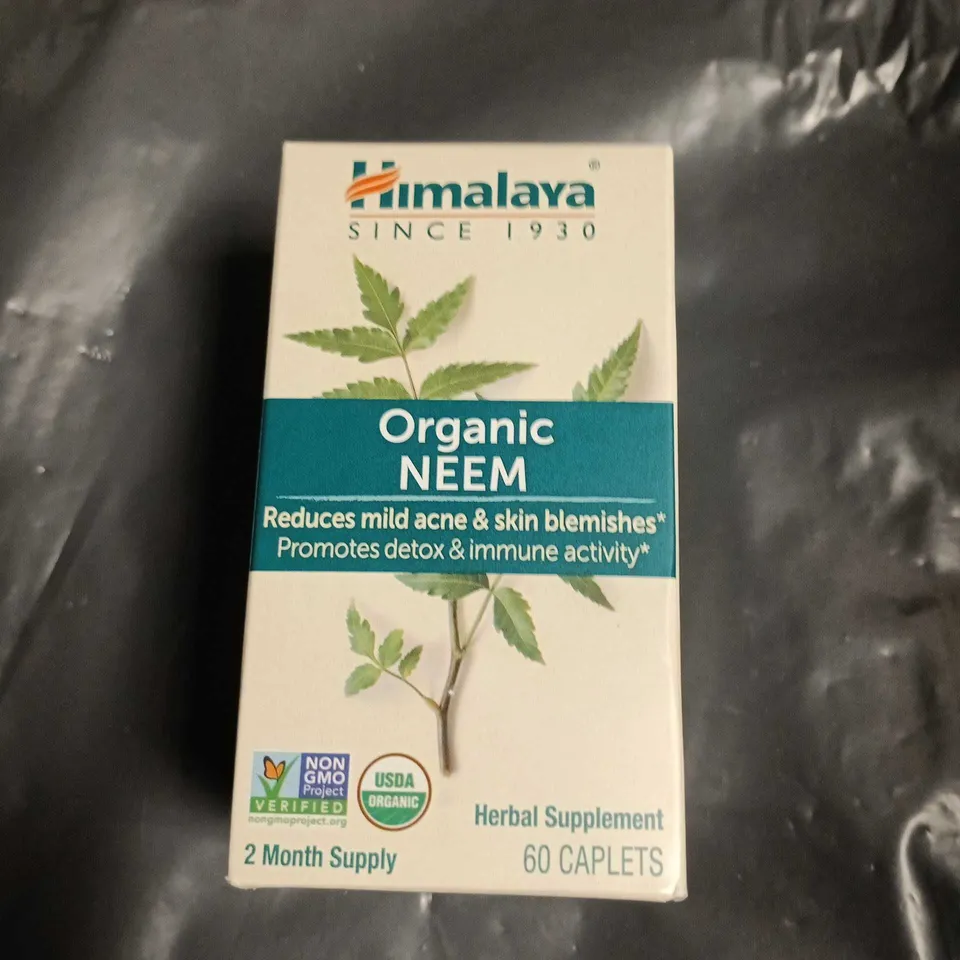 Himalaya®
SINCE 1930
Organic
NEEM
Reduces mild acne & skin blemishes*
Promotes detox & immune activity*
NON
GMO
Project
VERIFIED
nongmoproject.org
USDA
ORGANIC
Herbal Supplement
2 Month Supply
60 CAPLETS